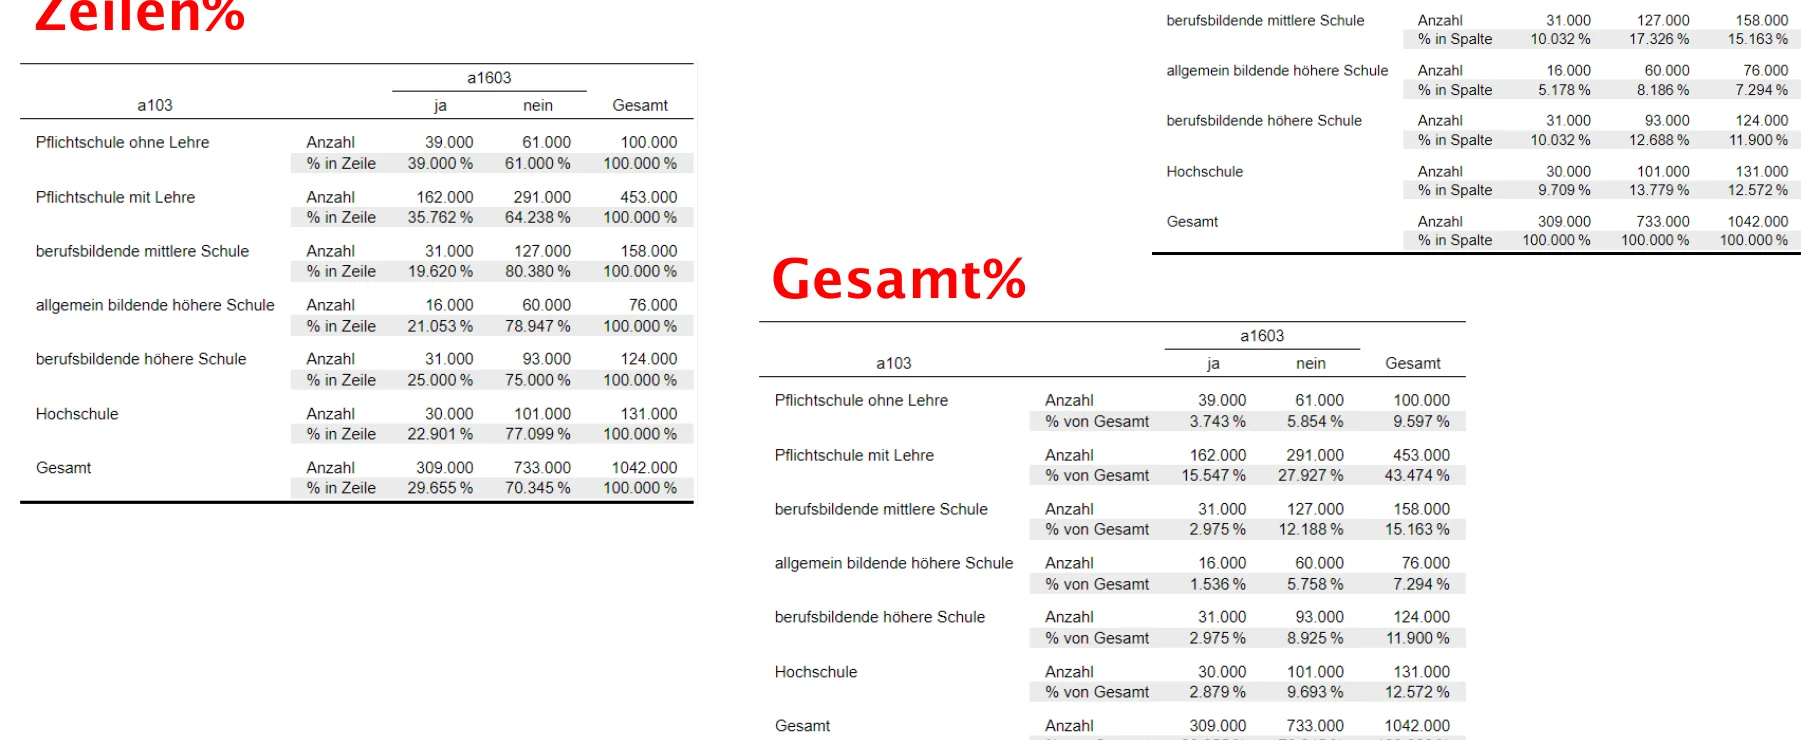 Zeilen%
a1603
a103 ja nein Gesamt
Pflichtschule ohne Lehre Anzahl 39.000 61.000 100.000
% in Zeile 39.000 % 61.000 % 100.000 %
Pflichtschule mit Lehre Anzahl 162.000 291.000 453.000
% in Zeile 35.762 % 64.238 % 100.000 %
berufsbildende mittlere Schule Anzahl 31.000 127.000 158.000
% in Zeile 19.620 % 80.380 % 100.000 %
allgemein bildende höhere Schule Anzahl 16.000 60.000 76.000
% in Zeile 21.053 % 78.947 % 100.000 %
berufsbildende höhere Schule Anzahl 31.000 93.000 124.000
% in Zeile 25.000 % 75.000 % 100.000 %
Hochschule Anzahl 30.000 101.000 131.000
% in Zeile 22.901 % 77.099 % 100.000 %
Gesamt Anzahl 309.000 733.000 1042.000
% in Zeile 29.655 % 70.345 % 100.000 %
berufsbildende mittlere Schule Anzahl 31.000 127.000 158.000
% in Spalte 10.032 % 17.326 % 15.163 %
allgemein bildende höhere Schule Anzahl 16.000 60.000 76.000
% in Spalte 5.178 % 8.186 % 7.294 %
berufsbildende höhere Schule Anzahl 31.000 93.000 124.000
% in Spalte 10.032 % 12.688 % 11.900 %
Hochschule Anzahl 30.000 101.000 131.000
% in Spalte 9.709 % 13.779 % 12.572 %
Gesamt Anzahl 309.000 733.000 1042.000
% in Spalte 100.000 % 100.000 % 100.000 %
Gesamt%
a1603
a103 ja nein Gesamt
Pflichtschule ohne Lehre Anzahl 39.000 61.000 100.000
% von Gesamt 3.743 % 5.854 % 9.597 %
Pflichtschule mit Lehre Anzahl 162.000 291.000 453.000
% von Gesamt 15.547 % 27.927 % 43.474 %
berufsbildende mittlere Schule Anzahl 31.000 127.000 158.000
% von Gesamt 2.975 % 12.188 % 15.163 %
allgemein bildende höhere Schule Anzahl 16.000 60.000 76.000
% von Gesamt 1.536 % 5.758 % 7.294 %
berufsbildende höhere Schule Anzahl 31.000 93.000 124.000
% von Gesamt 2.975 % 8.925 % 11.900 %
Hochschule Anzahl 30.000 101.000 131.000
% von Gesamt 2.879 % 9.693 % 12.572 %
Gesamt Anzahl 309.000 733.000 1042.000